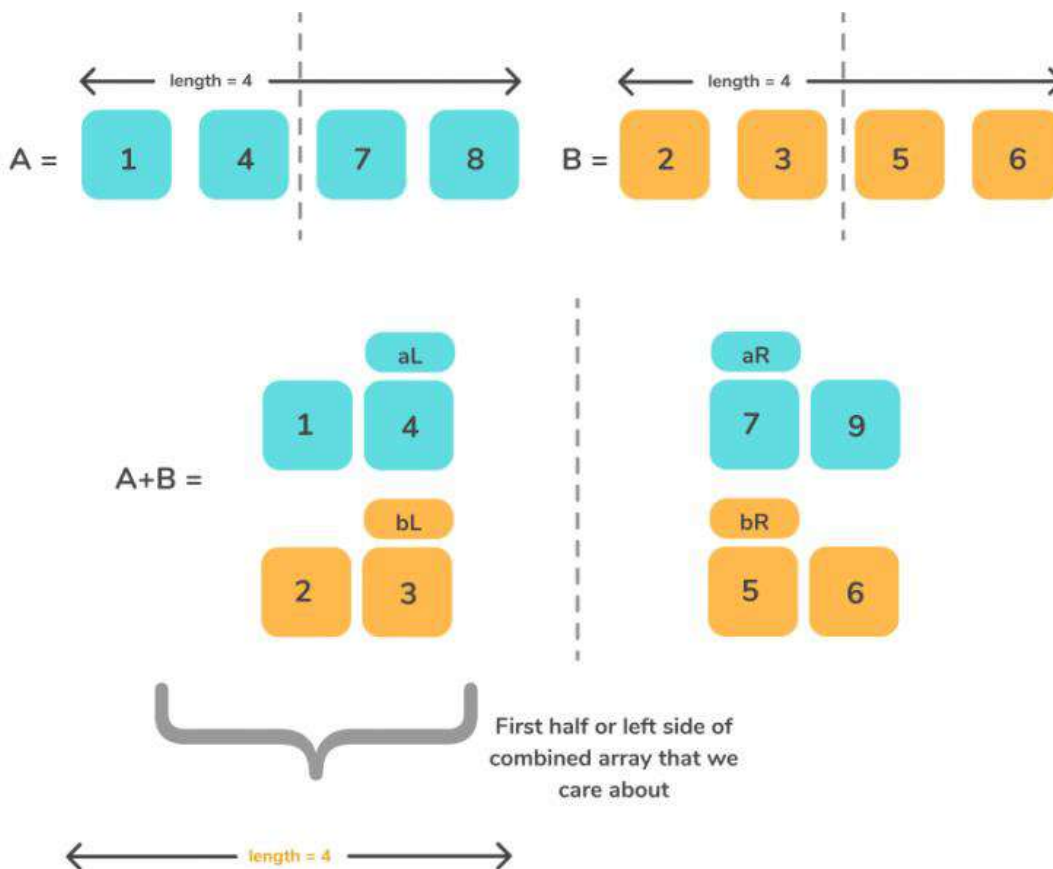 length = 4
length = 4
A = 1 4 7 8
B = 2 3 5 6
aL
aR
1 4
7 9
A+B =
bL
bR
2 3
5 6
First half or left side of
combined array that we
care about
length = 4